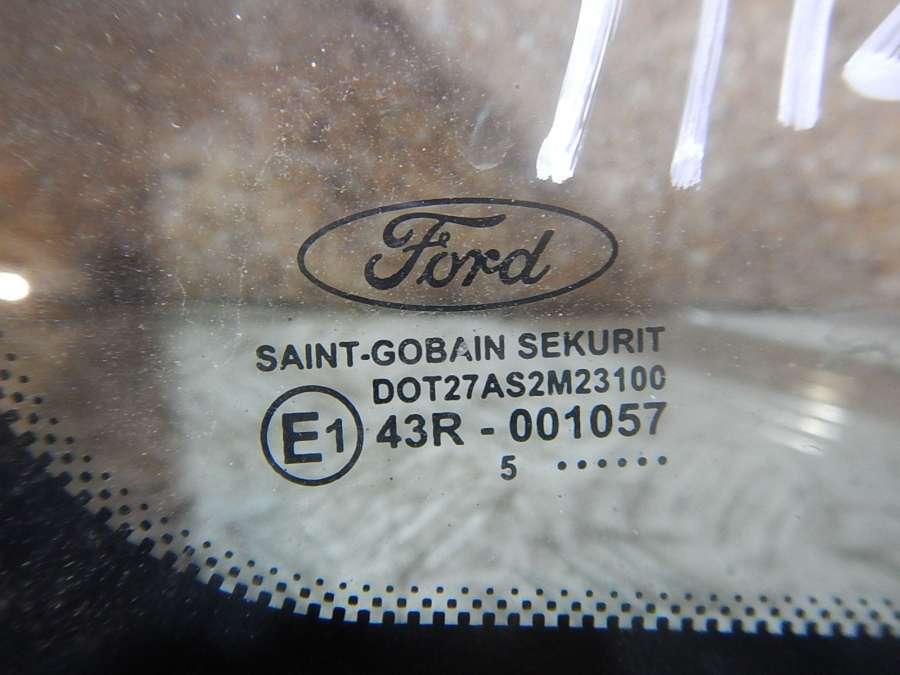 Ford
SAINT-GOBAIN SEKURIT
DOT27AS2M23100
E1 43R - 001057
5 ••••••